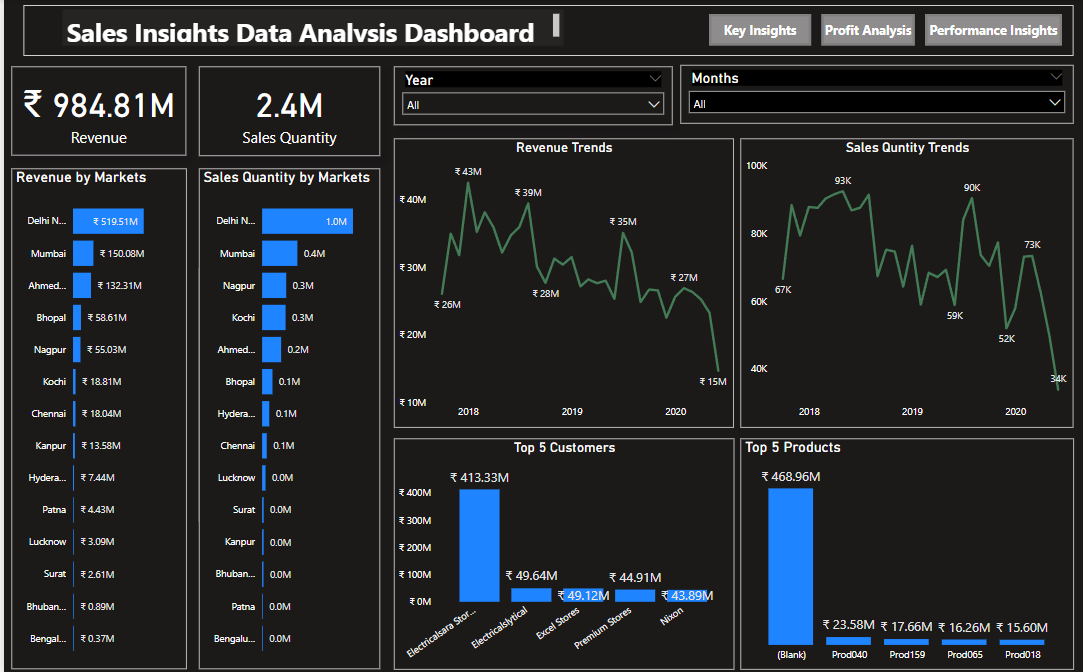 Sales Insights Data Analysis Dashboard
Key Insights
Profit Analysis
Performance Insights
₹ 984.81M
Revenue
2.4M
Sales Quantity
Year
All
Months
All
Revenue by Markets
Delhi N... ₹ 519.51M
Mumbai ₹ 150.08M
Ahmed... ₹ 132.31M
Bhopal ₹ 58.61M
Nagpur ₹ 55.03M
Kochi ₹ 18.81M
Chennai ₹ 18.04M
Kanpur ₹ 13.58M
Hydera... ₹ 7.44M
Patna ₹ 4.43M
Lucknow ₹ 3.09M
Surat ₹ 2.61M
Bhuban... ₹ 0.89M
Bengal... ₹ 0.37M
Sales Quantity by Markets
Delhi N... 1.0M
Mumbai 0.4M
Nagpur 0.3M
Kochi 0.3M
Ahmed... 0.2M
Bhopal 0.1M
Hydera... 0.1M
Chennai 0.1M
Lucknow 0.0M
Surat 0.0M
Kanpur 0.0M
Bhuban... 0.0M
Patna 0.0M
Bengalu... 0.0M
Revenue Trends
₹ 40M
₹ 30M
₹ 20M
₹ 10M
₹ 43M
₹ 39M
₹ 35M
₹ 26M
₹ 28M
₹ 27M
₹ 15M
2018 2019 2020
Sales Quntity Trends
100K
80K
60K
40K
93K
90K
73K
67K
59K
52K
34K
2018 2019 2020
Top 5 Customers
₹ 400M
₹ 300M
₹ 200M
₹ 100M
₹ 0M
₹ 413.33M
₹ 49.64M
₹ 49.12M
₹ 44.91M
₹ 43.89M
Electricalsara Stor...
Electricalslytical
Excel Stores
Premium Stores
Nixon
Top 5 Products
₹ 468.96M
₹ 23.58M
₹ 17.66M
₹ 16.26M
₹ 15.60M
(Blank) Prod040 Prod159 Prod065 Prod018